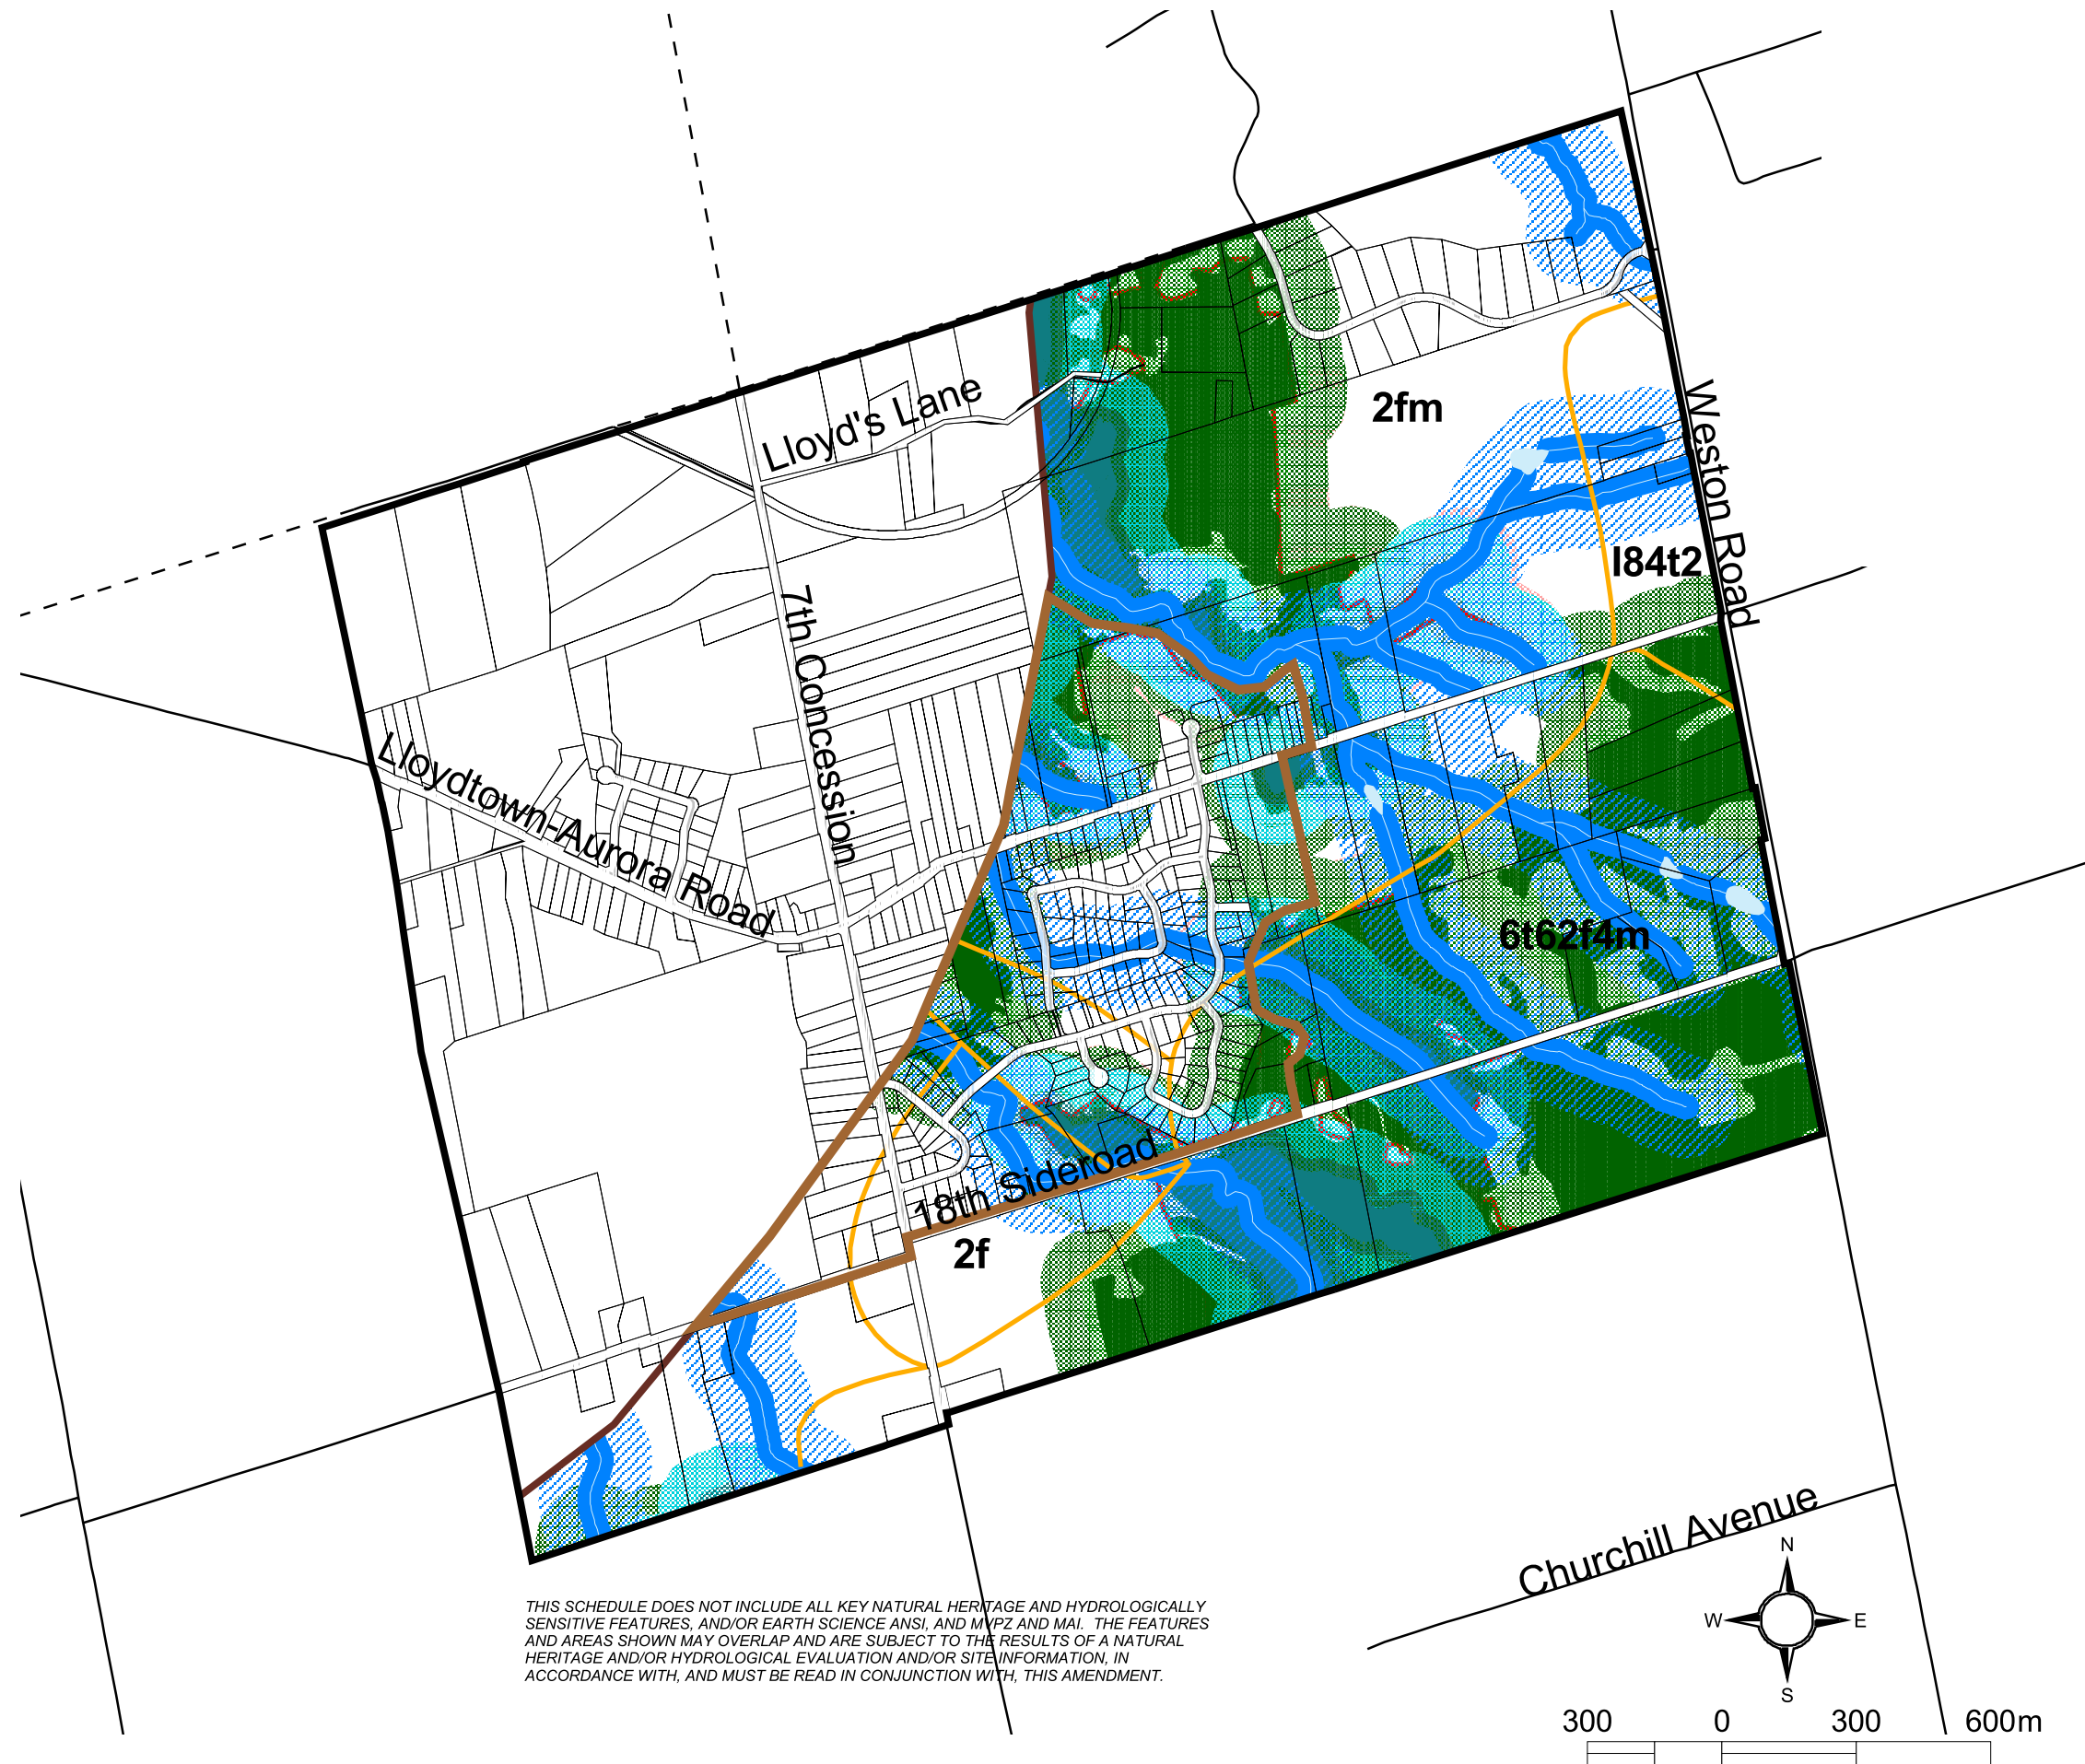 Lloyd's Lane
2fm
Weston Road
I84t2
7th Concession
Lloydtown-Aurora Road
6t62f4m
18th Sideroad
2f
Churchill Avenue
THIS SCHEDULE DOES NOT INCLUDE ALL KEY NATURAL HERITAGE AND HYDROLOGICALLY
SENSITIVE FEATURES, AND/OR EARTH SCIENCE ANSI, AND MVPZ AND MAI. THE FEATURES
AND AREAS SHOWN MAY OVERLAP AND ARE SUBJECT TO THE RESULTS OF A NATURAL
HERITAGE AND/OR HYDROLOGICAL EVALUATION AND/OR SITE INFORMATION, IN
ACCORDANCE WITH, AND MUST BE READ IN CONJUNCTION WITH, THIS AMENDMENT.
N
W E
S
300 0 300 600m